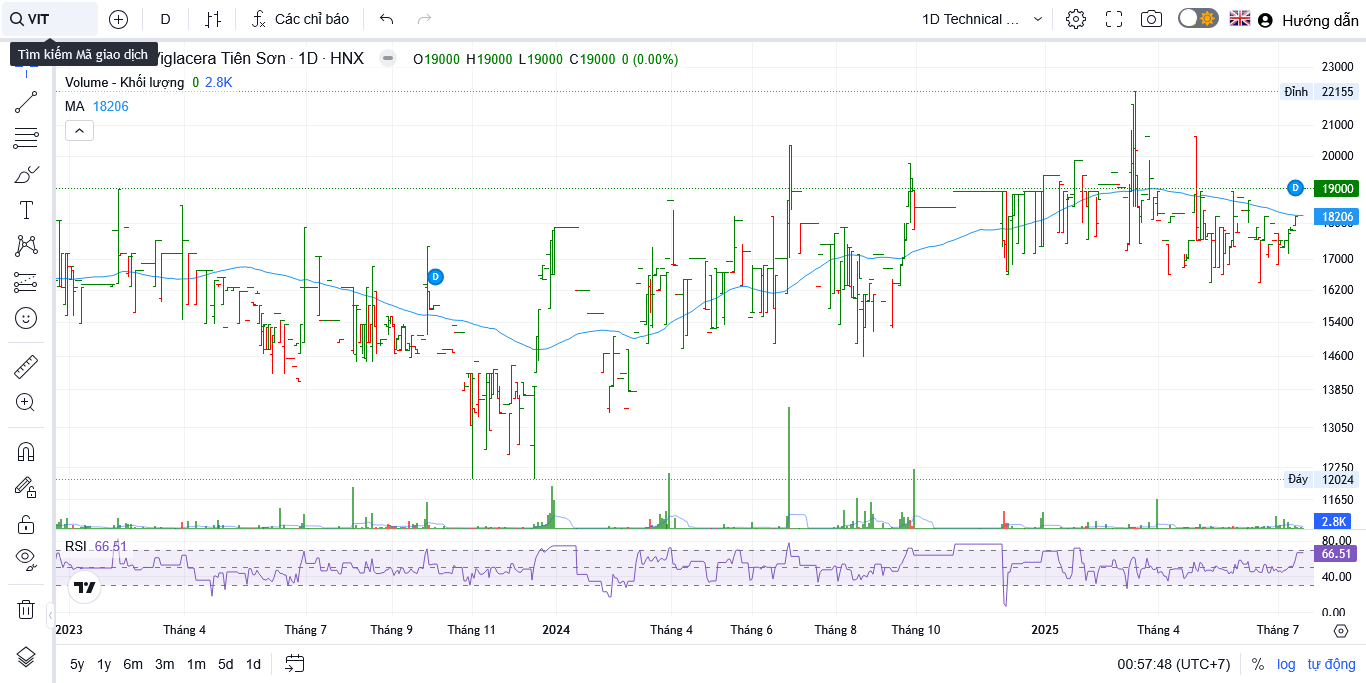 VIT
D
Các chỉ báo
1D Technical ...
Hướng dẫn
Tìm kiếm Mã giao dịch
Viglacera Tiên Sơn · 1D · HNX
O19000 H19000 L19000 C19000 0 (0.00%)
Volume - Khối lượng 0 2.8K
MA 18206
23000
Đỉnh 22155
21000
20000
D
19000
18206
18000
17000
D
16200
15400
14600
13850
13050
12250
Đáy 12024
11650
2.8K
RSI 66.51
80.00
66.51
40.00
0.00
2023 Tháng 4 Tháng 7 Tháng 9 Tháng 11 2024 Tháng 4 Tháng 6 Tháng 8 Tháng 10 2025 Tháng 4 Tháng 7
5y 1y 6m 3m 1m 5d 1d
00:57:48 (UTC+7) % log tự động